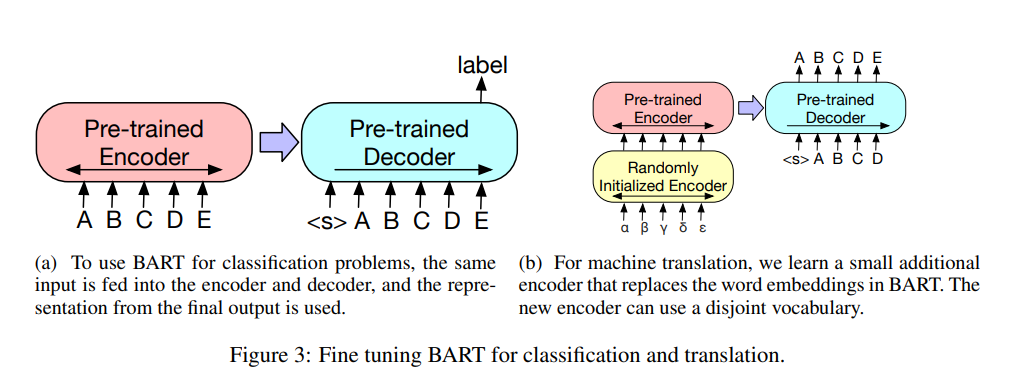 label
Pre-trained
Encoder
Pre-trained
Decoder
A B C D E
<s> A B C D E
(a) To use BART for classification problems, the same
input is fed into the encoder and decoder, and the repre-
sentation from the final output is used.
A B C D E
Pre-trained
Encoder
Pre-trained
Decoder
<s> A B C D
Randomly
Initialized Encoder
α β γ δ ε
(b) For machine translation, we learn a small additional
encoder that replaces the word embeddings in BART. The
new encoder can use a disjoint vocabulary.
Figure 3: Fine tuning BART for classification and translation.